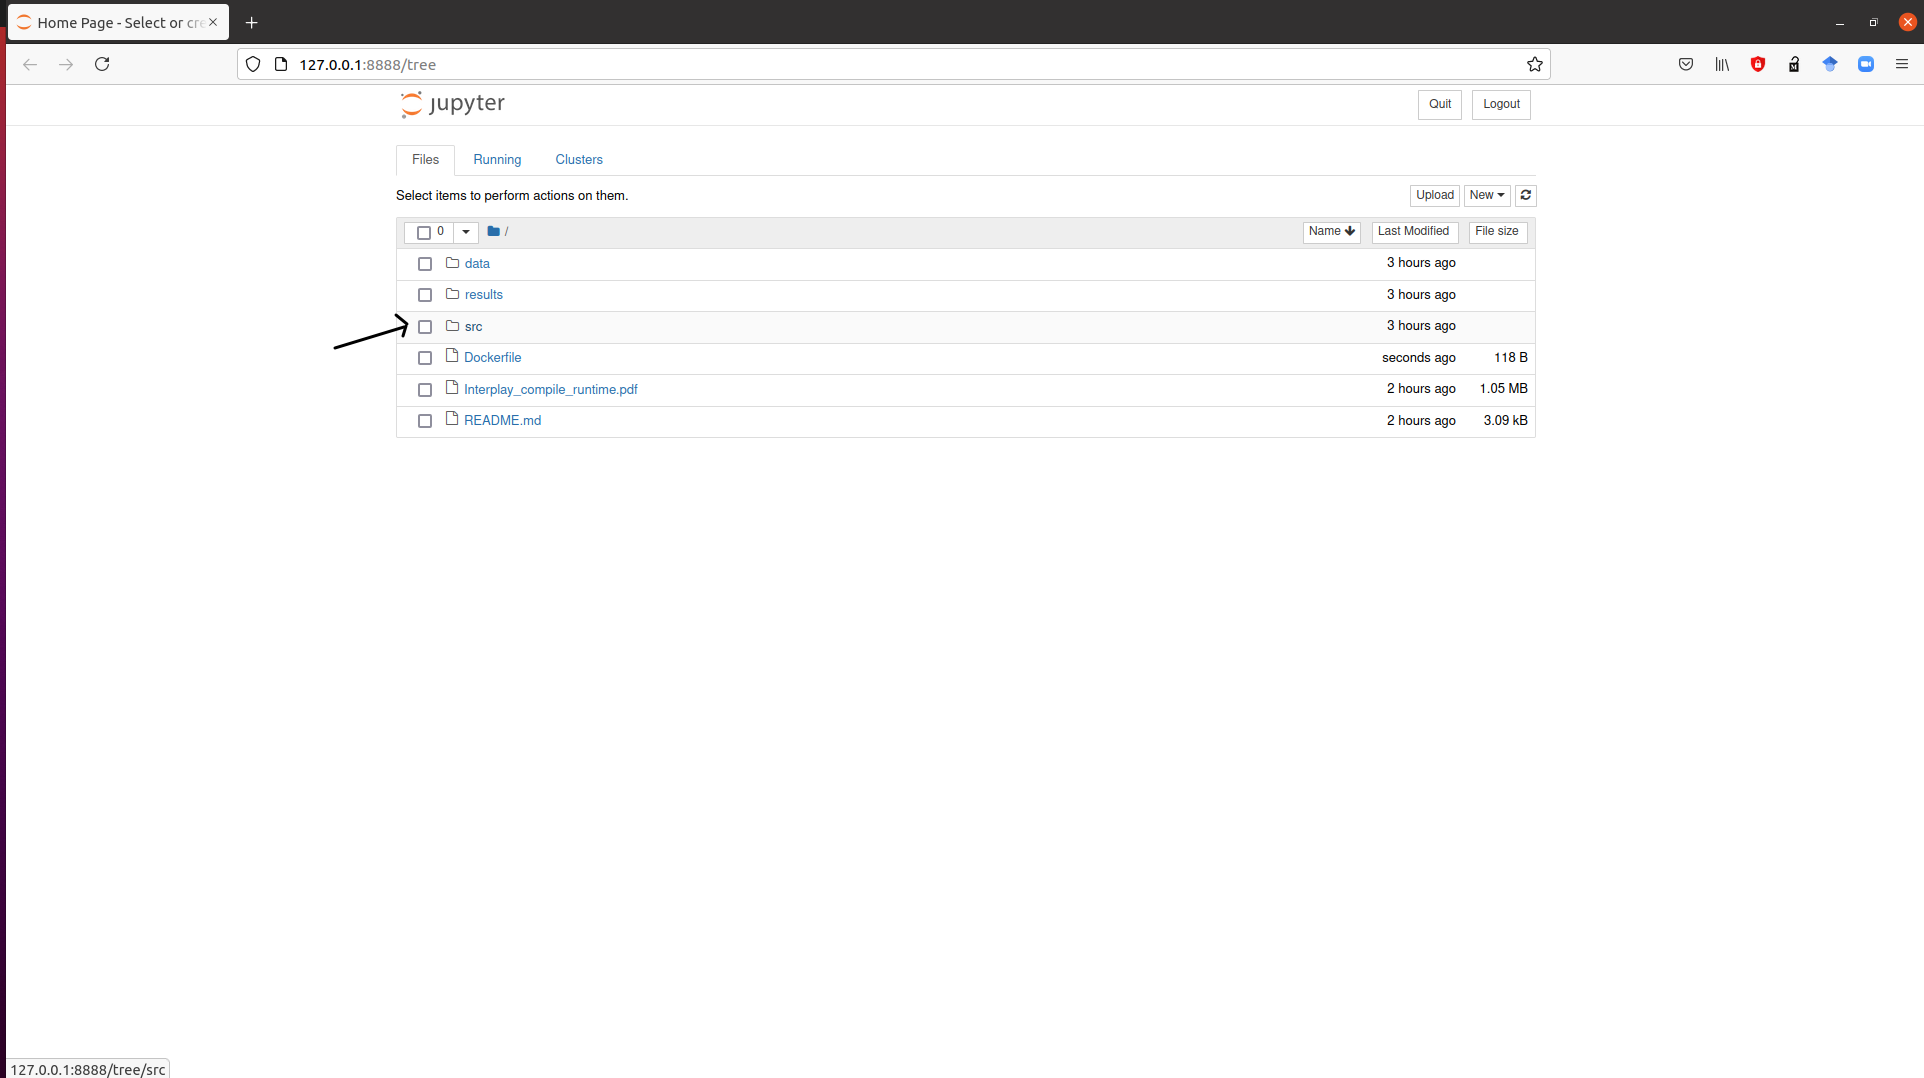 Home Page - Select or cre
127.0.0.1:8888/tree
jupyter
Quit Logout
Files Running Clusters
Select items to perform actions on them.
Upload New
0 / Name Last Modified File size
data 3 hours ago
results 3 hours ago
src 3 hours ago
Dockerfile seconds ago 118 B
Interplay_compile_runtime.pdf 2 hours ago 1.05 MB
README.md 2 hours ago 3.09 kB
127.0.0.1:8888/tree/src